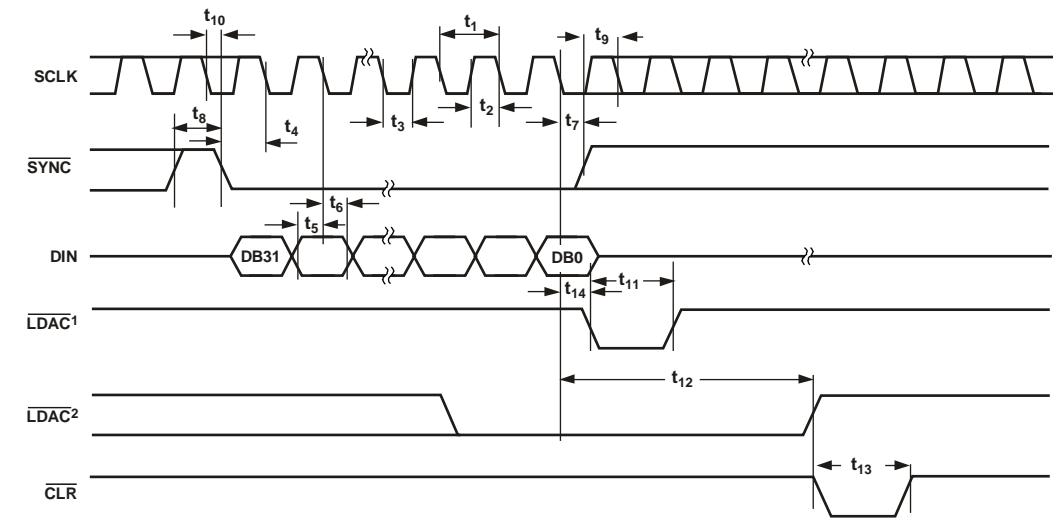 t10
t1
t9
SCLK
t8
t4
t3
t2
t7
SYNC
t6
t5
DIN
DB31
DB0
t14
t11
LDAC1
t12
LDAC2
t13
CLR